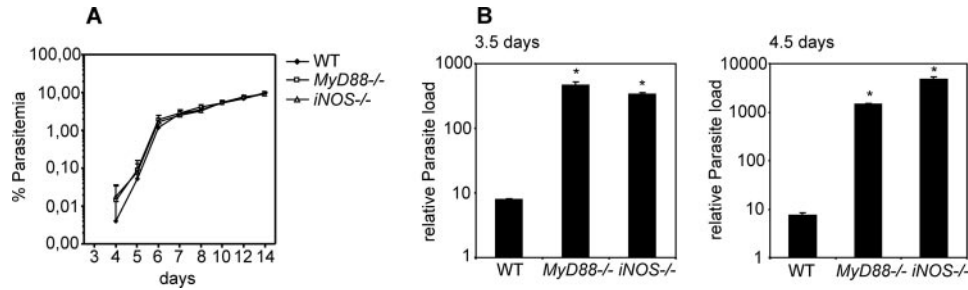 A
% Parasitemia
100,00
10,00
1,00
0,10
0,01
0,00
3 4 5 6 7 8 10 12 14
days
WT
MyD88-/-
iNOS-/-
B
3.5 days
relative Parasite load
1000
100
10
1
*
*
WT MyD88-/- iNOS-/-
4.5 days
relative Parasite load
10000
1000
100
10
1
*
*
WT MyD88-/- iNOS-/-